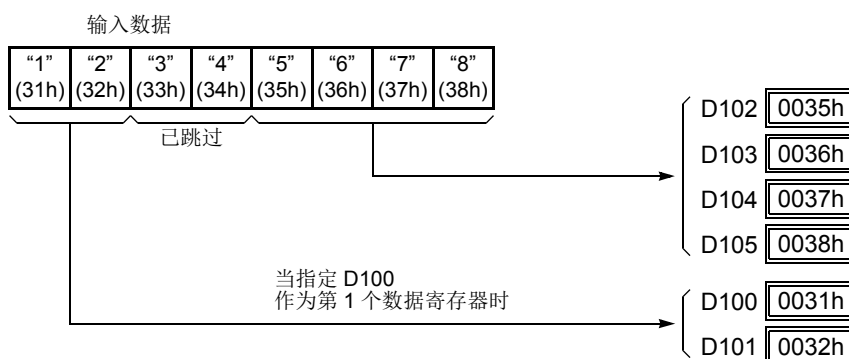 输入数据
“1” “2” “3” “4” “5” “6” “7” “8”
(31h) (32h) (33h) (34h) (35h) (36h) (37h) (38h)
已跳过
D102 0035h
D103 0036h
D104 0037h
D105 0038h
当指定 D100
作为第 1 个数据寄存器时
D100 0031h
D101 0032h